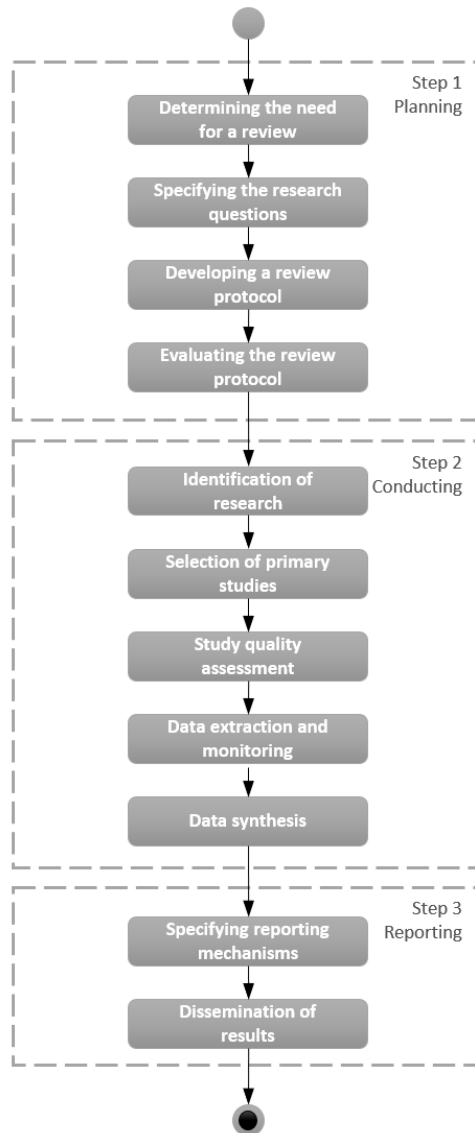 Step 1
Planning
Determining the need
for a review
Specifying the research
questions
Developing a review
protocol
Evaluating the review
protocol
Step 2
Conducting
Identification of
research
Selection of primary
studies
Study quality
assessment
Data extraction and
monitoring
Data synthesis
Step 3
Reporting
Specifying reporting
mechanisms
Dissemination of
results